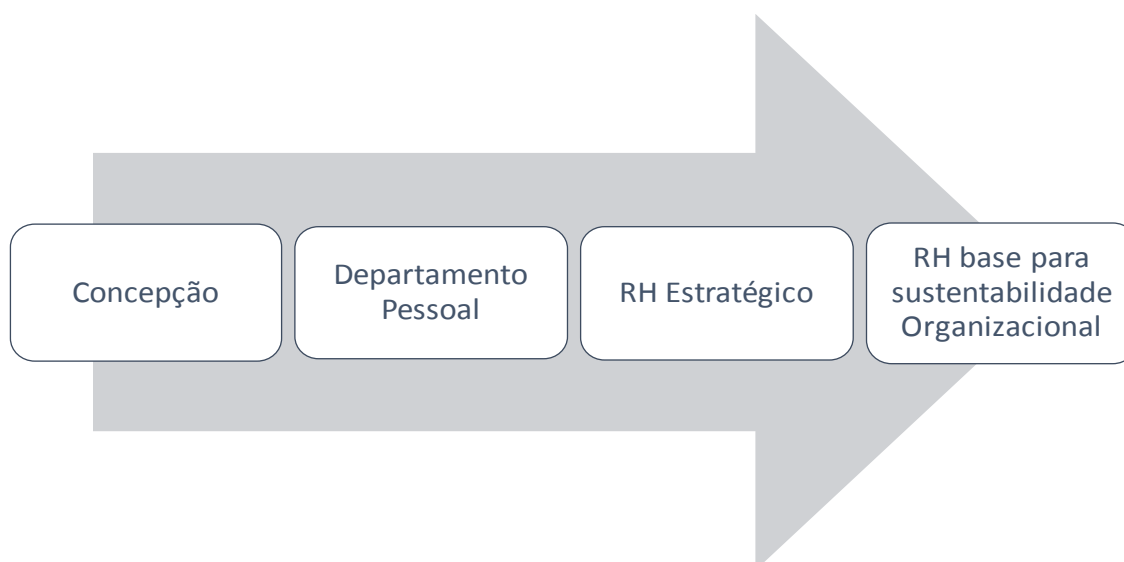 Concepção
Departamento
Pessoal
RH Estratégico
RH base para
sustentabilidade
Organizacional